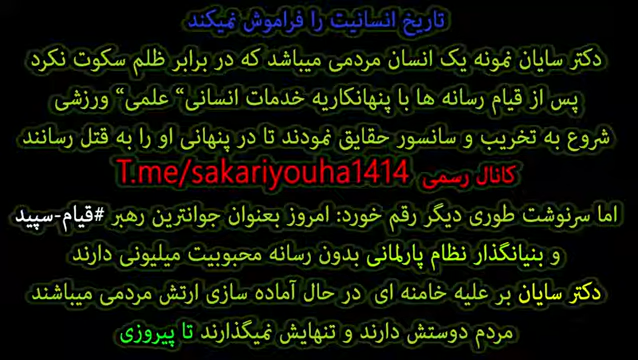 تاریخ انسانیت را فراموش نمیکند
دکتر سایان نمونه یک انسان مردمی میباشد که در برابر ظلم سکوت نکرد
پس از قیام رسانه ها با پنهانکاریه خدمات انسانی“ علمی“ ورزشی
شروع به تخریب و سانسور حقایق نمودند تا در پنهانی او را به قتل رسانند
کانال رسمی T.me/sakariyouha1414
اما سرنوشت طوری دیگر رقم خورد: امروز بعنوان جوانترین رهبر #قیام-سپید
و بنیانگذار نظام پارلمانی بدون رسانه محبوبیت میلیونی دارند
دکتر سایان بر علیه خامنه ای در حال آماده سازی ارتش مردمی میباشند
مردم دوستش دارند و تنهایش نمیگذارند تا پیروزی